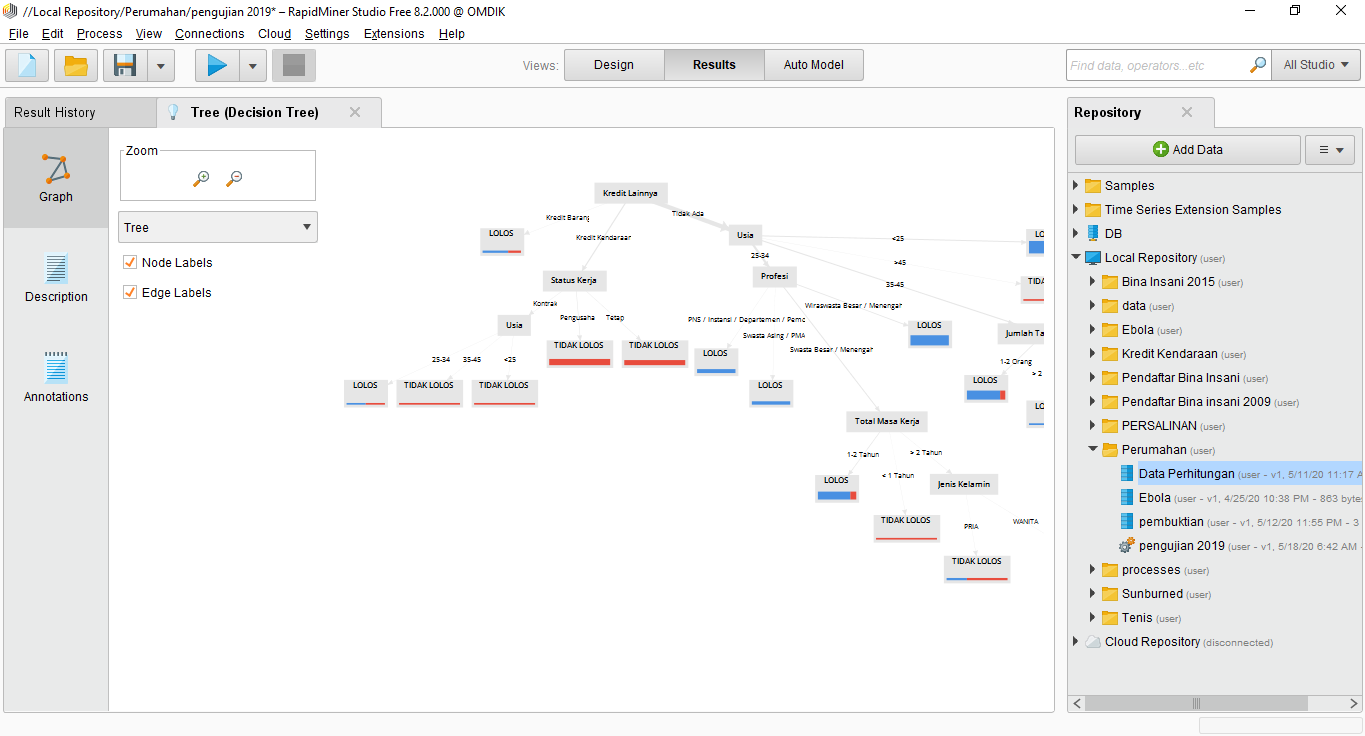 //Local Repository/Perumahan/pengujian 2019* – RapidMiner Studio Free 8.2.000 @ OMDIK
File Edit Process View Connections Cloud Settings Extensions Help
Views: Design Results Auto Model
Find data, operators...etc All Studio
Result History
Tree (Decision Tree)
Graph
Description
Annotations
Zoom
Tree
Node Labels
Edge Labels
Kredit Lainnya
Kredit Barang
Tidak Ada
Kredit Kendaraan
LOLOS
Usia
<25
LO
25-34
>45
Status Kerja
Profesi
35-45
TIDA
Kontrak
Pengusaha
Tetap
Wiraswasta Besar / Menengah
PNS / Instansi / Departemen / Pemc
Usia
Swasta Asing / PMA
LOLOS
Jumlah Ta
TIDAK LOLOS
TIDAK LOLOS
LOLOS
Swasta Besar / Menengah
25-34
35-45
<25
1-2 Orang
> 2
LOLOS
TIDAK LOLOS
TIDAK LOLOS
LOLOS
LOLOS
LO
Total Masa Kerja
1-2 Tahun
> 2 Tahun
< 1 Tahun
LOLOS
Jenis Kelamin
TIDAK LOLOS
PRIA
WANITA
TIDAK LOLOS
Repository
Add Data
Samples
Time Series Extension Samples
DB
Local Repository (user)
Bina Insani 2015 (user)
data (user)
Ebola (user)
Kredit Kendaraan (user)
Pendaftar Bina Insani (user)
Pendaftar Bina insani 2009 (user)
PERSALINAN (user)
Perumahan (user)
Data Perhitungan (user - v1, 5/11/20 11:17 A
Ebola (user - v1, 4/25/20 10:38 PM - 863 bytes
pembuktian (user - v1, 5/12/20 11:55 PM - 3
pengujian 2019 (user - v1, 5/18/20 6:42 AM -
processes (user)
Sunburned (user)
Tenis (user)
Cloud Repository (disconnected)